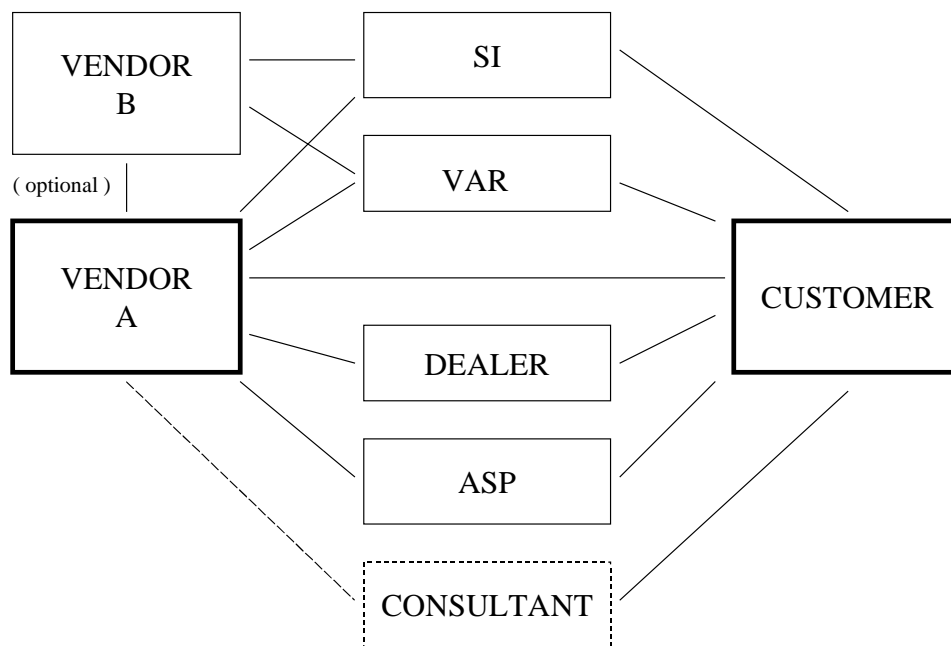 VENDOR
B
SI
VAR
( optional )
VENDOR
A
CUSTOMER
DEALER
ASP
CONSULTANT